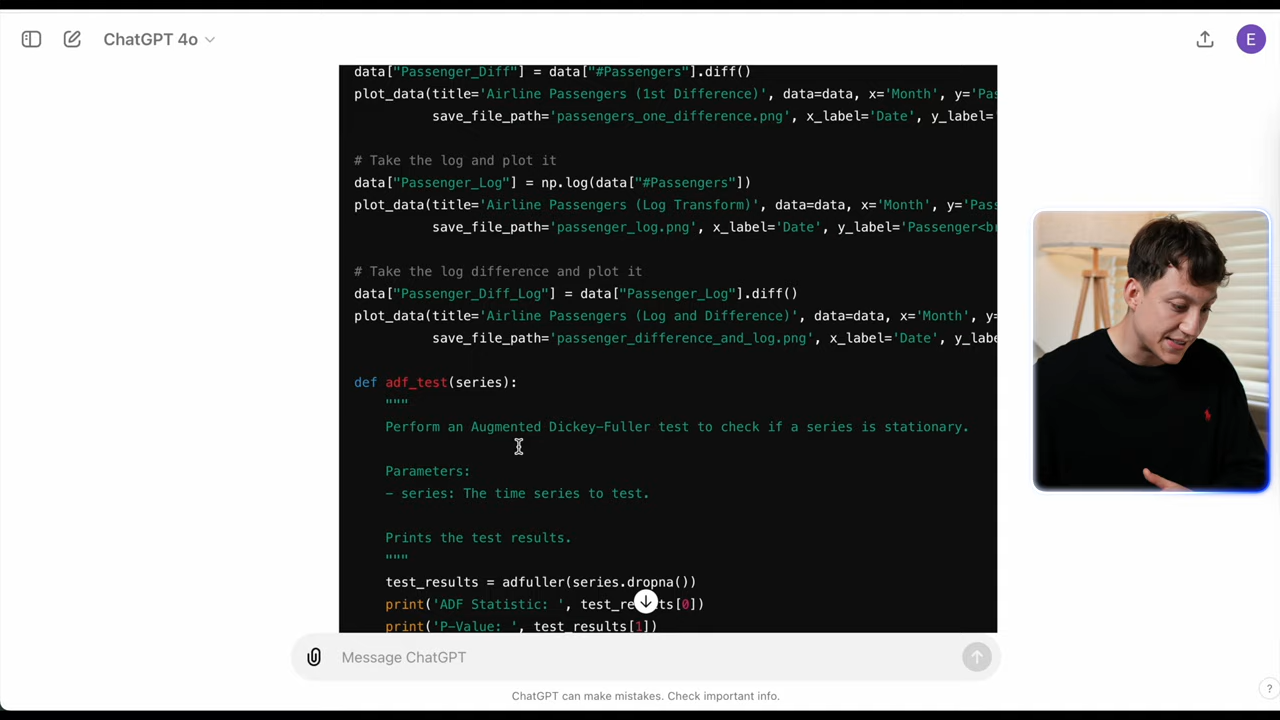 ChatGPT 4o
E
data["Passenger_Diff"] = data["#Passengers"].diff()
plot_data(title='Airline Passengers (1st Difference)', data=data, x='Month', y='Pas
save_file_path='passengers_one_difference.png', x_label='Date', y_label='
# Take the log and plot it
data["Passenger_Log"] = np.log(data["#Passengers"])
plot_data(title='Airline Passengers (Log Transform)', data=data, x='Month', y='Pass
save_file_path='passenger_log.png', x_label='Date', y_label='Passenger<br
# Take the log difference and plot it
data["Passenger_Diff_Log"] = data["Passenger_Log"].diff()
plot_data(title='Airline Passengers (Log and Difference)', data=data, x='Month', y=
save_file_path='passenger_difference_and_log.png', x_label='Date', y_labe
def adf_test(series):
"""
Perform an Augmented Dickey-Fuller test to check if a series is stationary.
Parameters:
- series: The time series to test.
Prints the test results.
"""
test_results = adfuller(series.dropna())
print('ADF Statistic: ', test_re ts[0])
print('P-Value: ', test_results[1])
Message ChatGPT
ChatGPT can make mistakes. Check important info.
?